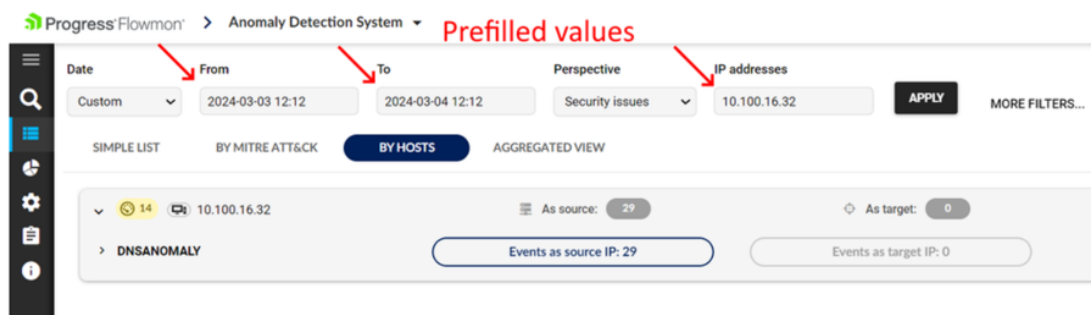 Progress® Flowmon® > Anomaly Detection System
Prefilled values
Date From To Perspective IP addresses
Custom 2024-03-03 12:12 2024-03-04 12:12 Security issues 10.100.16.32 APPLY MORE FILTERS...
SIMPLE LIST BY MITRE ATT&CK BY HOSTS AGGREGATED VIEW
14 10.100.16.32 As source: 29 As target: 0
> DNSANOMALY Events as source IP: 29 Events as target IP: 0